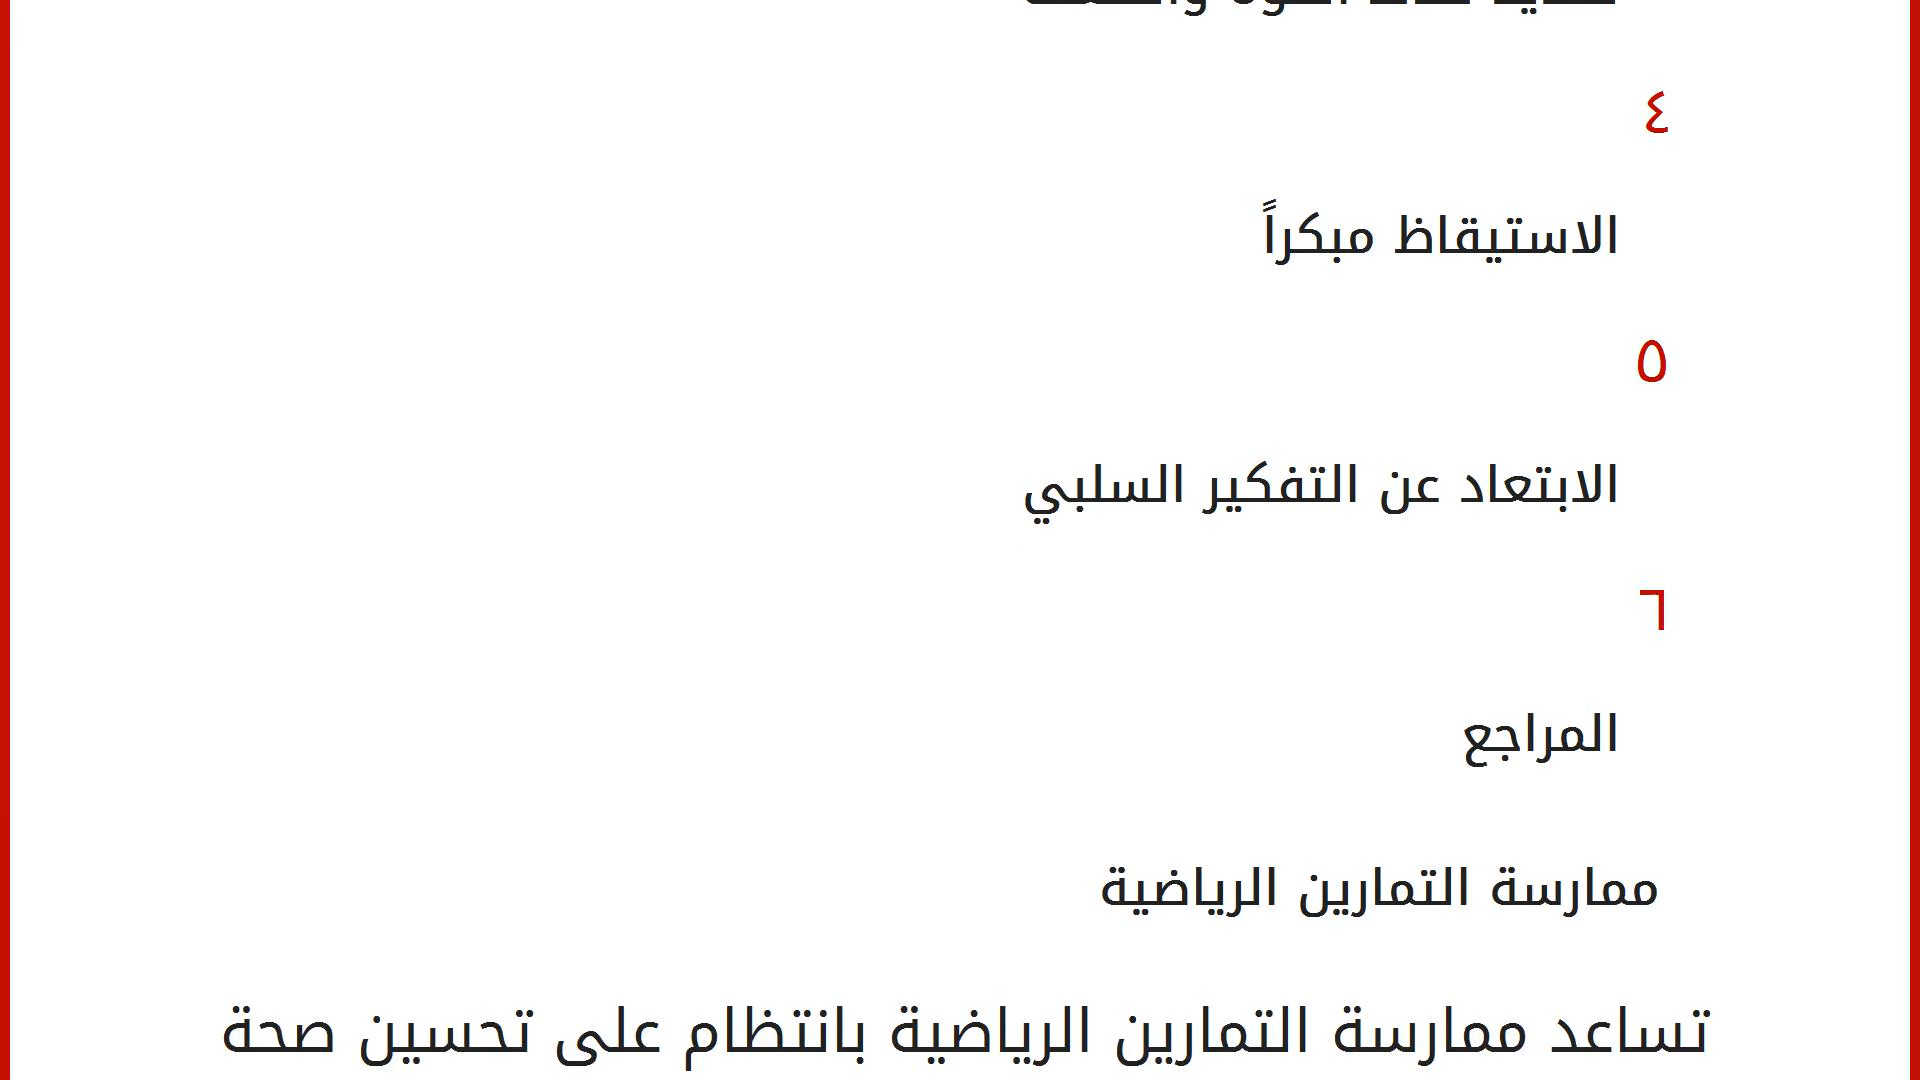 ٤
الاستيقاظ مبكراً
٥
الابتعاد عن التفكير السلبي
٦
المراجع
ممارسة التمارين الرياضية
تساعد ممارسة التمارين الرياضية بانتظام على تحسين صحة